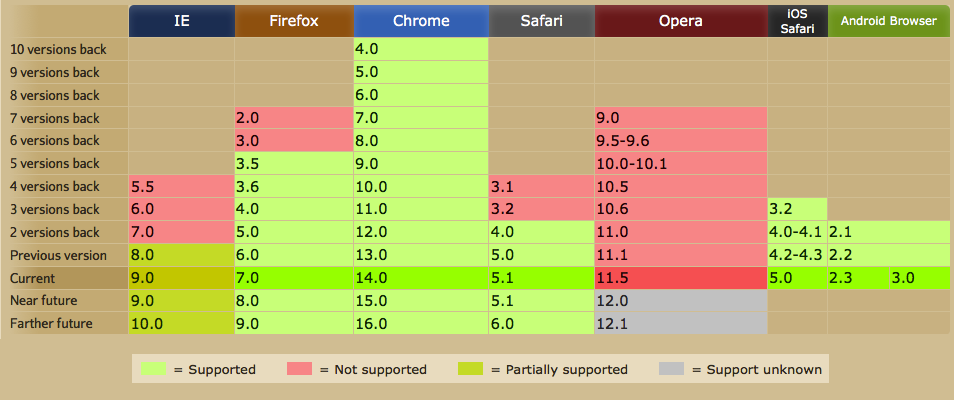 IE Firefox Chrome Safari Opera iOS Safari Android Browser
10 versions back 4.0
9 versions back 5.0
8 versions back 6.0
7 versions back 2.0 7.0 9.0
6 versions back 3.0 8.0 9.5-9.6
5 versions back 3.5 9.0 10.0-10.1
4 versions back 5.5 3.6 10.0 3.1 10.5
3 versions back 6.0 4.0 11.0 3.2 10.6 3.2
2 versions back 7.0 5.0 12.0 4.0 11.0 4.0-4.1 2.1
Previous version 8.0 6.0 13.0 5.0 11.1 4.2-4.3 2.2
Current 9.0 7.0 14.0 5.1 11.5 5.0 2.3 3.0
Near future 9.0 8.0 15.0 5.1 12.0
Farther future 10.0 9.0 16.0 6.0 12.1
= Supported = Not supported = Partially supported = Support unknown